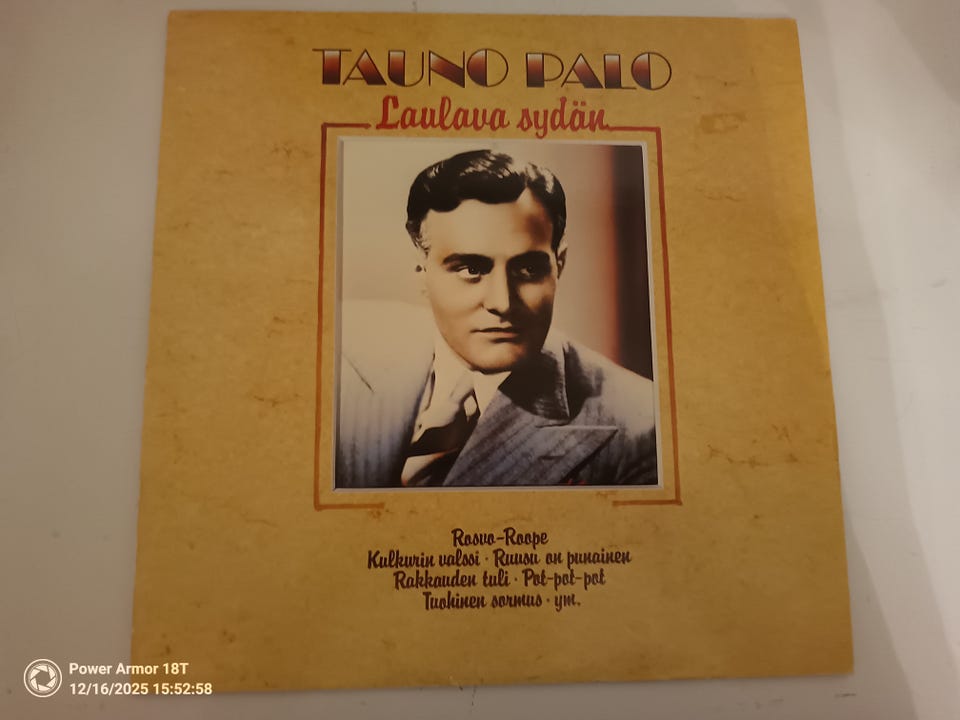 TAUNO PALO
Laulava sydän
Rosvo-Roope
Kulkurin valssi · Ruusu on punainen
Rakkauden tuli · Pot-pot-pot
Tuohinen sormus · ym.
Power Armor 18T
12/16/2025 15:52:58